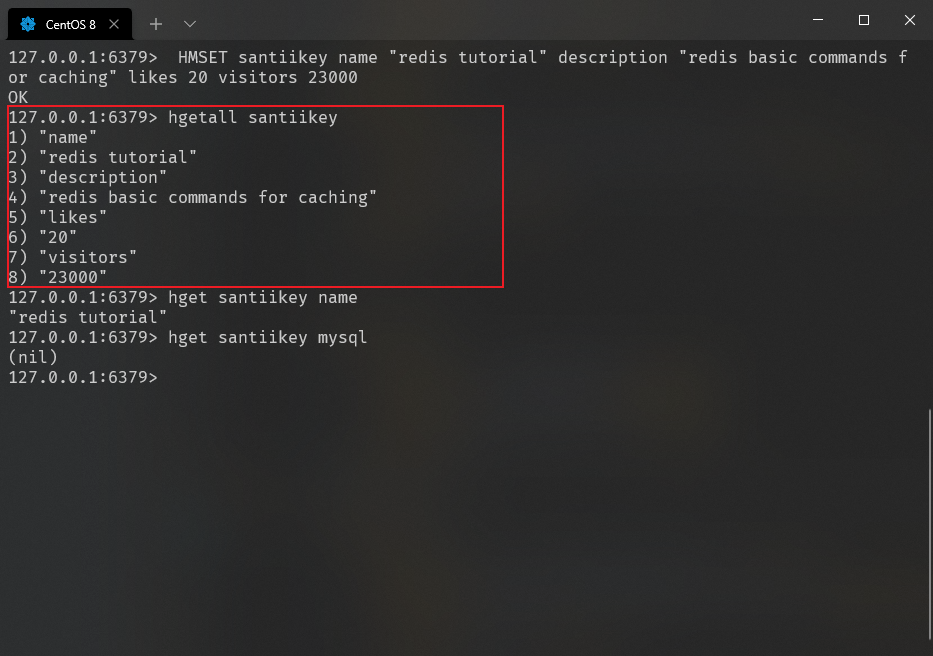 CentOS 8
127.0.0.1:6379>  HMSET santiikey name "redis tutorial" description "redis basic commands f
or caching" likes 20 visitors 23000
OK
127.0.0.1:6379> hgetall santiikey
1) "name"
2) "redis tutorial"
3) "description"
4) "redis basic commands for caching"
5) "likes"
6) "20"
7) "visitors"
8) "23000"
127.0.0.1:6379> hget santiikey name
"redis tutorial"
127.0.0.1:6379> hget santiikey mysql
(nil)
127.0.0.1:6379>